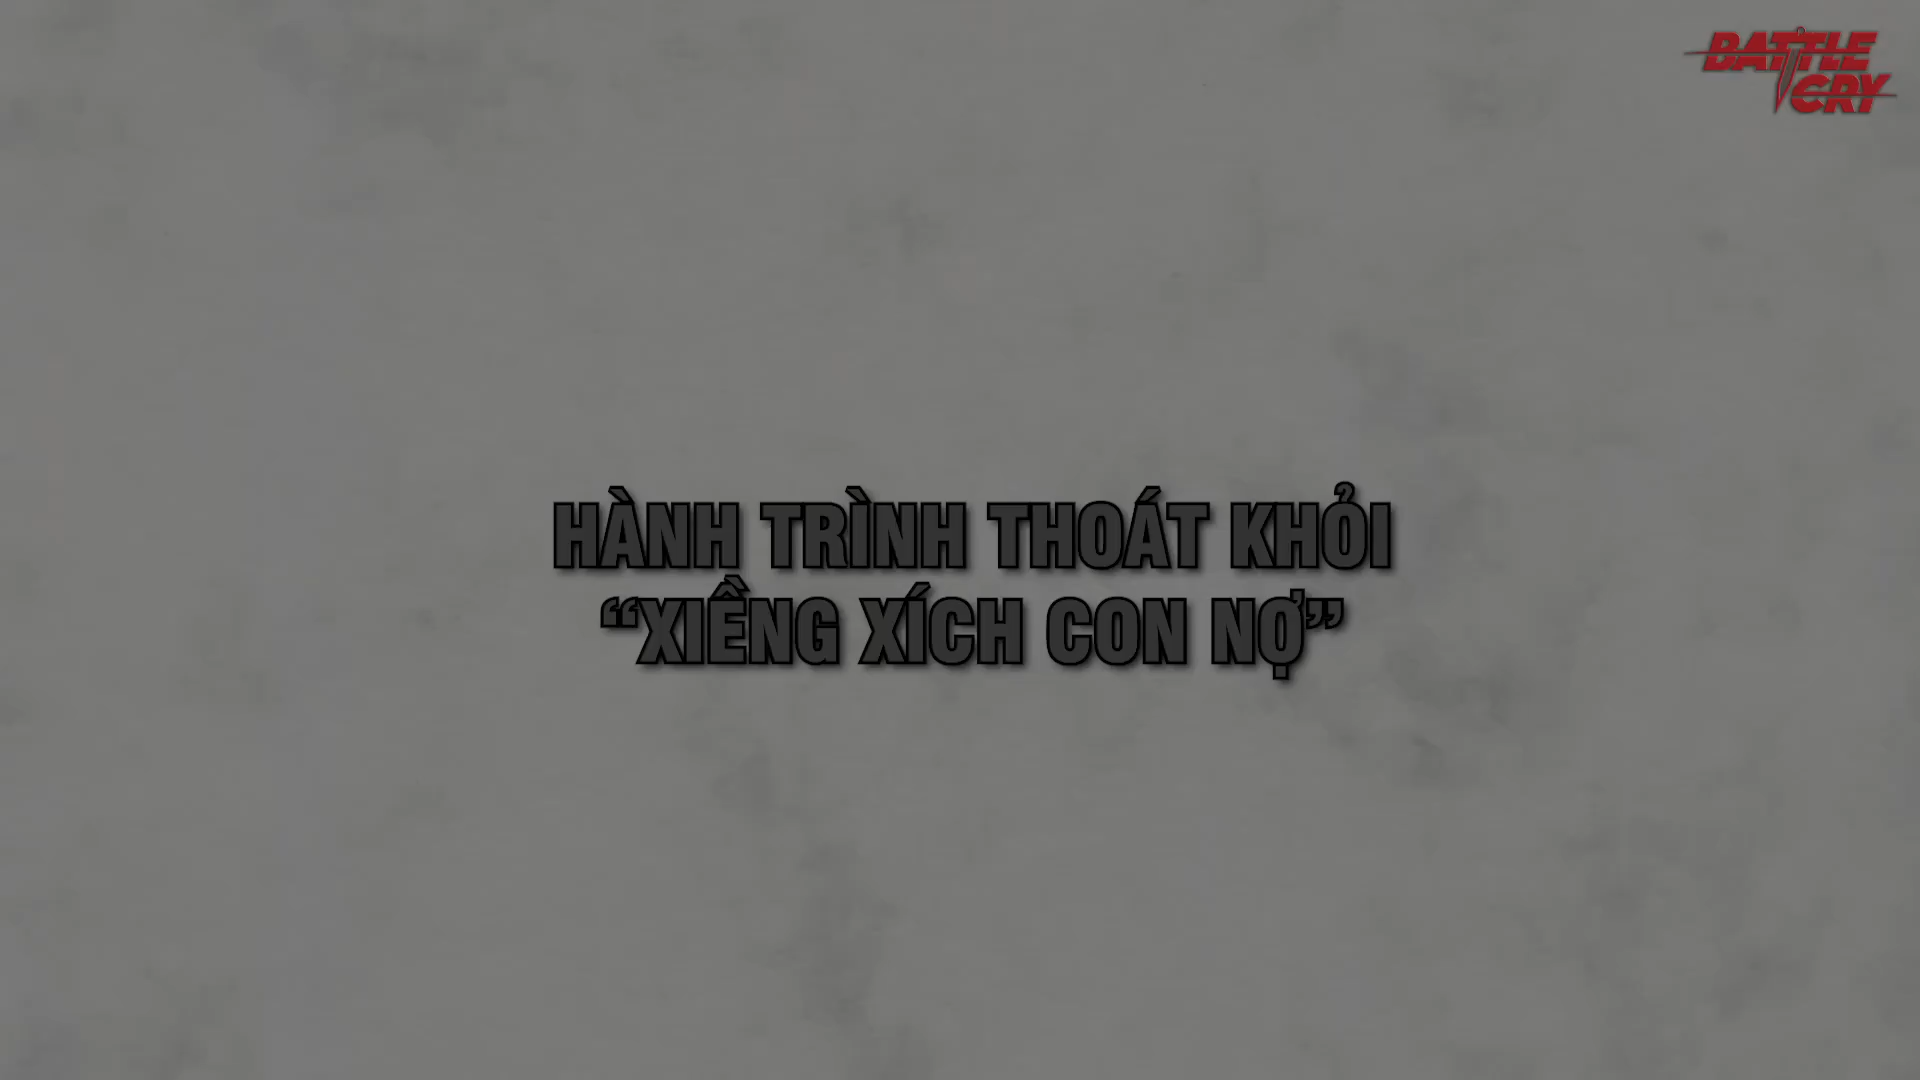 BATTLE
CRY
HÀNH TRÌNH THOÁT KHỎI
“XIỀNG XÍCH CON NỢ”